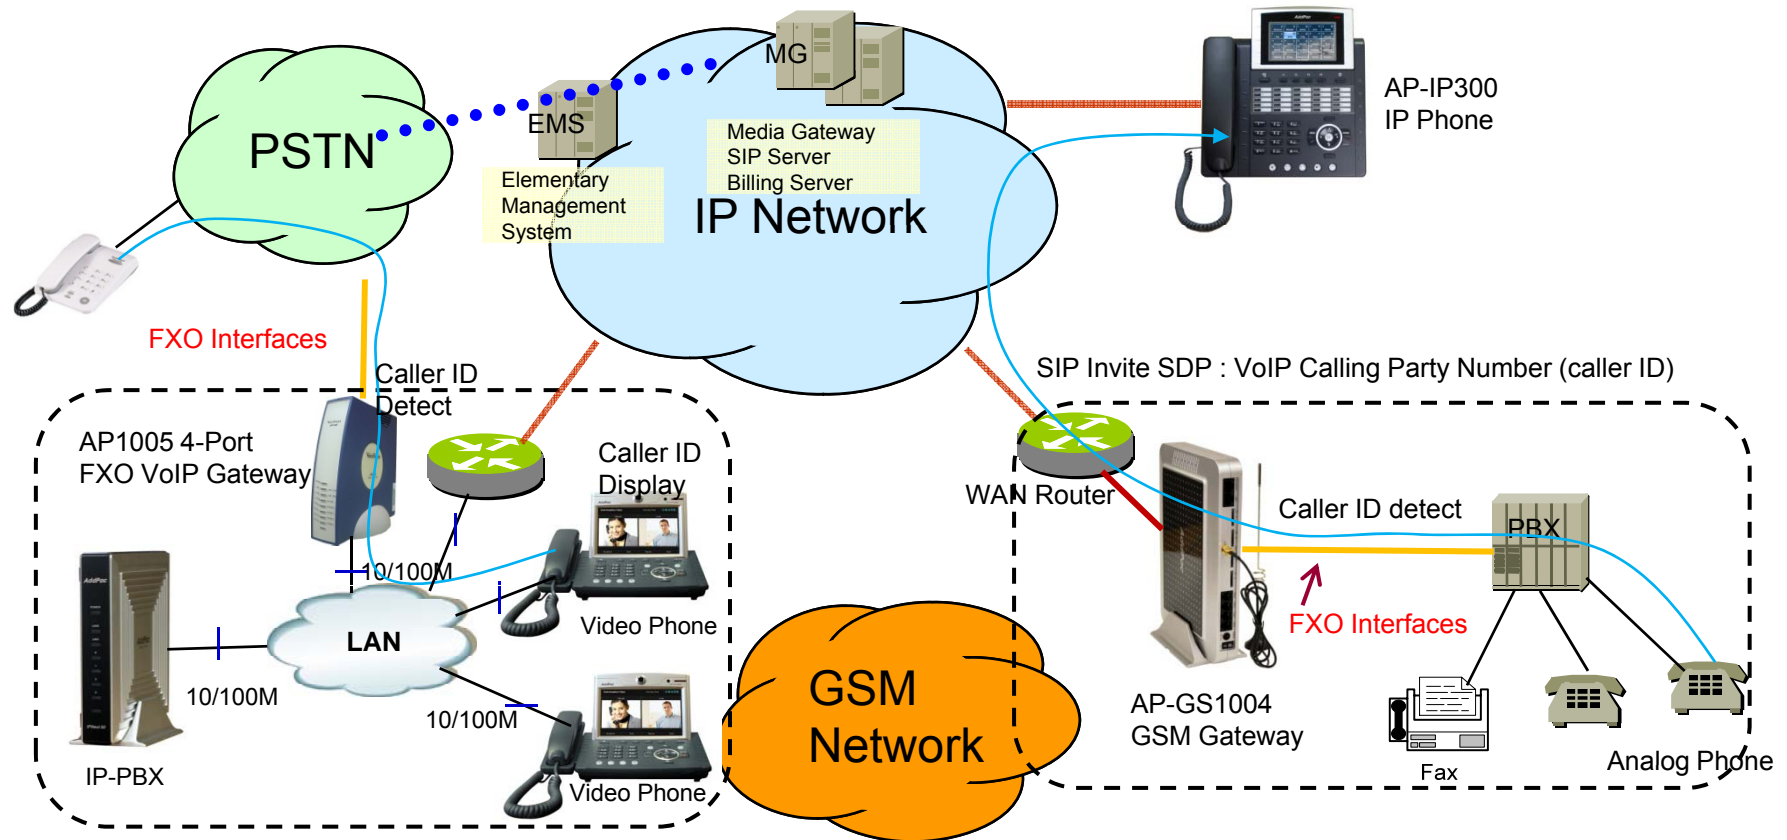 MG
AddPac
AP-IP300
IP Phone
EMS
PSTN
Media Gateway
SIP Server
Billing Server
Elementary
Management
System
IP Network
FXO Interfaces
Caller ID
Detect
SIP Invite SDP : VoIP Calling Party Number (caller ID)
AP1005 4-Port
FXO VoIP Gateway
Caller ID
Display
WAN Router
Caller ID detect
PBX
10/100M
AddPac
Video Phone
FXO Interfaces
LAN
10/100M
10/100M
GSM
Network
AP-GS1004
GSM Gateway
IP-PBX
Video Phone
Fax
Analog Phone